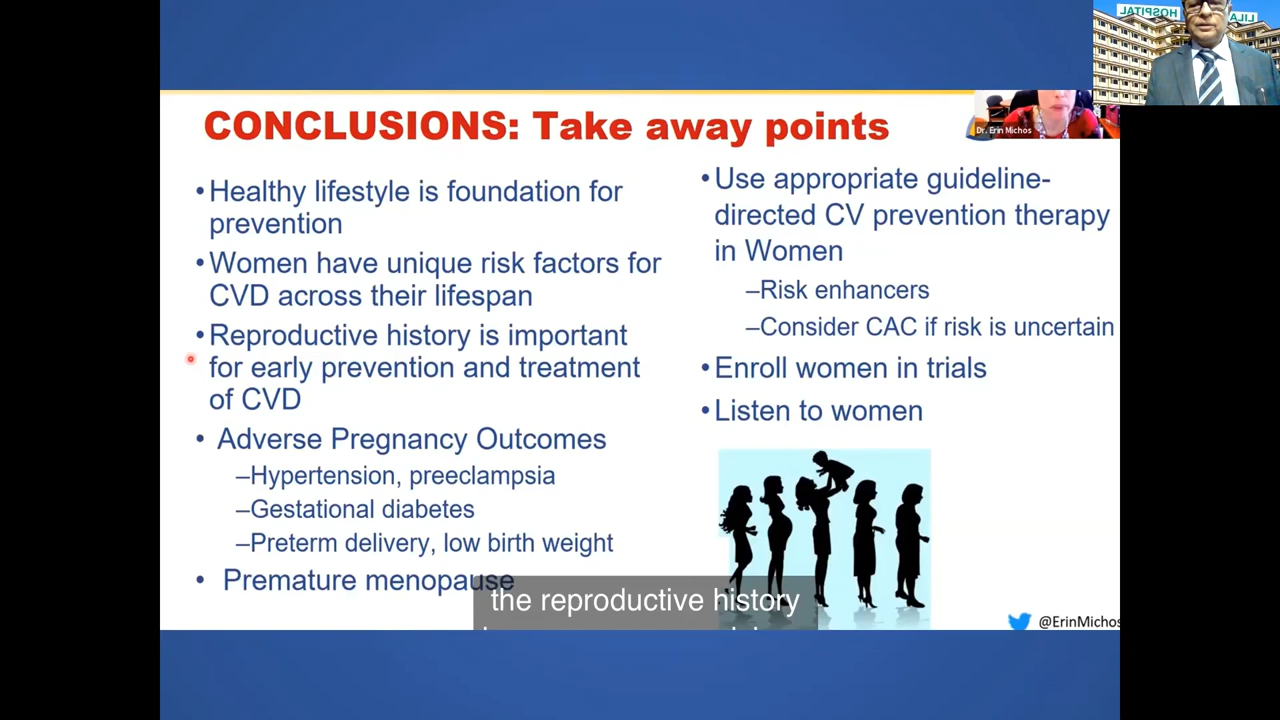 HOSPITAL
LILA
CONCLUSIONS: Take away points
Dr. Erin Michos
•Healthy lifestyle is foundation for
prevention
•Women have unique risk factors for
CVD across their lifespan
•Reproductive history is important
for early prevention and treatment
of CVD
• Adverse Pregnancy Outcomes
–Hypertension, preeclampsia
–Gestational diabetes
–Preterm delivery, low birth weight
• Premature menopause
•Use appropriate guideline-
directed CV prevention therapy
in Women
–Risk enhancers
–Consider CAC if risk is uncertain
•Enroll women in trials
•Listen to women
@ErinMichos
the reproductive history